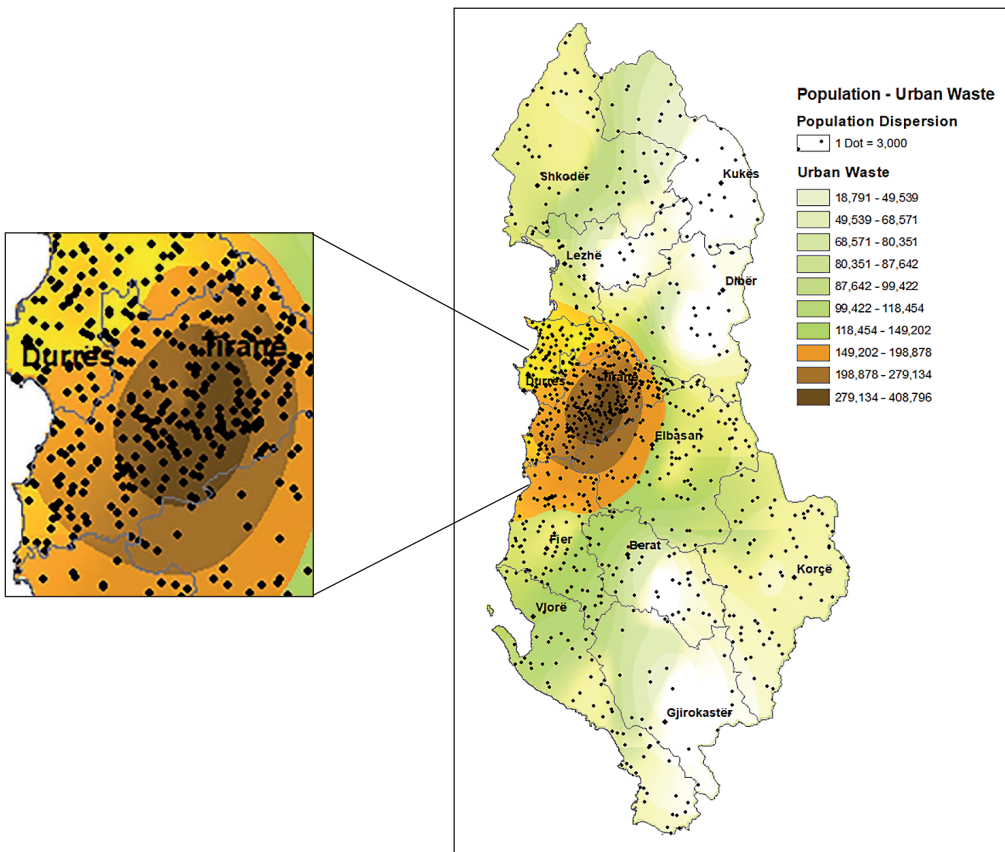 Population - Urban Waste
Population Dispersion
1 Dot = 3,000
Urban Waste
18,791 - 49,539
49,539 - 68,571
68,571 - 80,351
80,351 - 87,642
87,642 - 99,422
99,422 - 118,454
118,454 - 149,202
149,202 - 198,878
198,878 - 279,134
279,134 - 408,796
Shkodër
Kukës
Lezhë
Dibër
Durrës
Tiranë
Elbasan
Fier
Berat
Korçë
Vjorë
Gjirokastër
Durrës
Tiranë